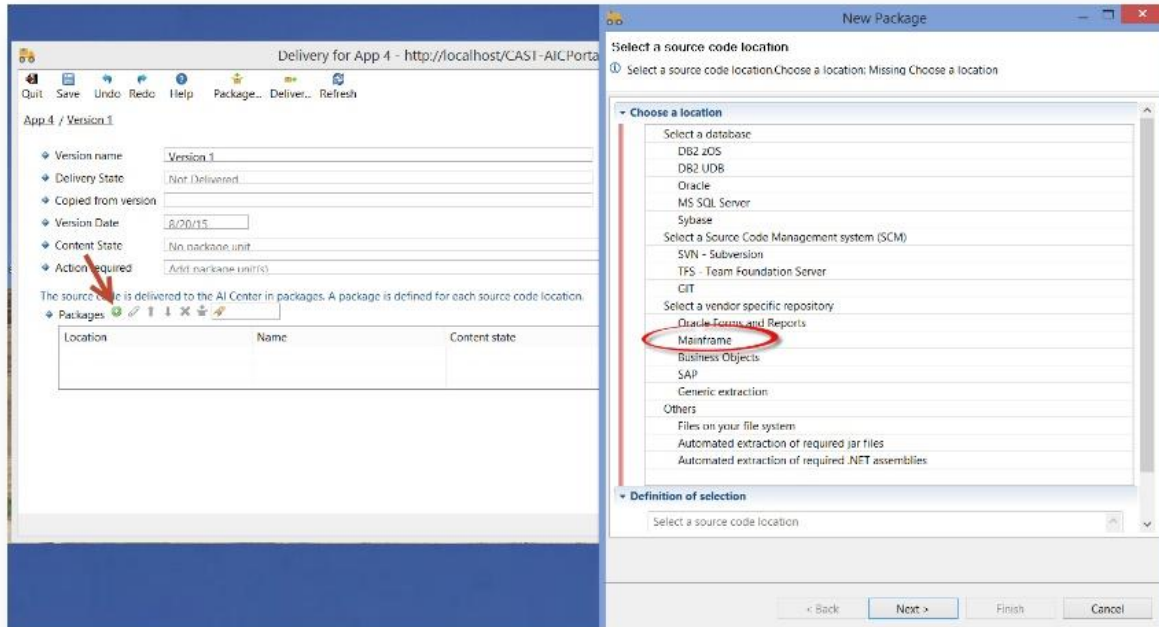 Delivery for App 4 - http://localhost/CAST-AICPorta
Quit Save Undo Redo Help Package... Deliver... Refresh
App 4 / Version 1
Version name Version 1
Delivery State Not Delivered
Copied from version
Version Date 8/20/15
Content State No package unit
Action required Add package unit(s)
The source code is delivered to the AI Center in packages. A package is defined for each source code location.
Packages
Location Name Content state
New Package
Select a source code location
Select a source code location.Choose a location: Missing Choose a location
Choose a location
Select a database
DB2 zOS
DB2 UDB
Oracle
MS SQL Server
Sybase
Select a Source Code Management system (SCM)
SVN - Subversion
TFS - Team Foundation Server
GIT
Select a vendor specific repository
Oracle Forms and Reports
Mainframe
Business Objects
SAP
Generic extraction
Others
Files on your file system
Automated extraction of required jar files
Automated extraction of required .NET assemblies
Definition of selection
Select a source code location
< Back Next > Finish Cancel